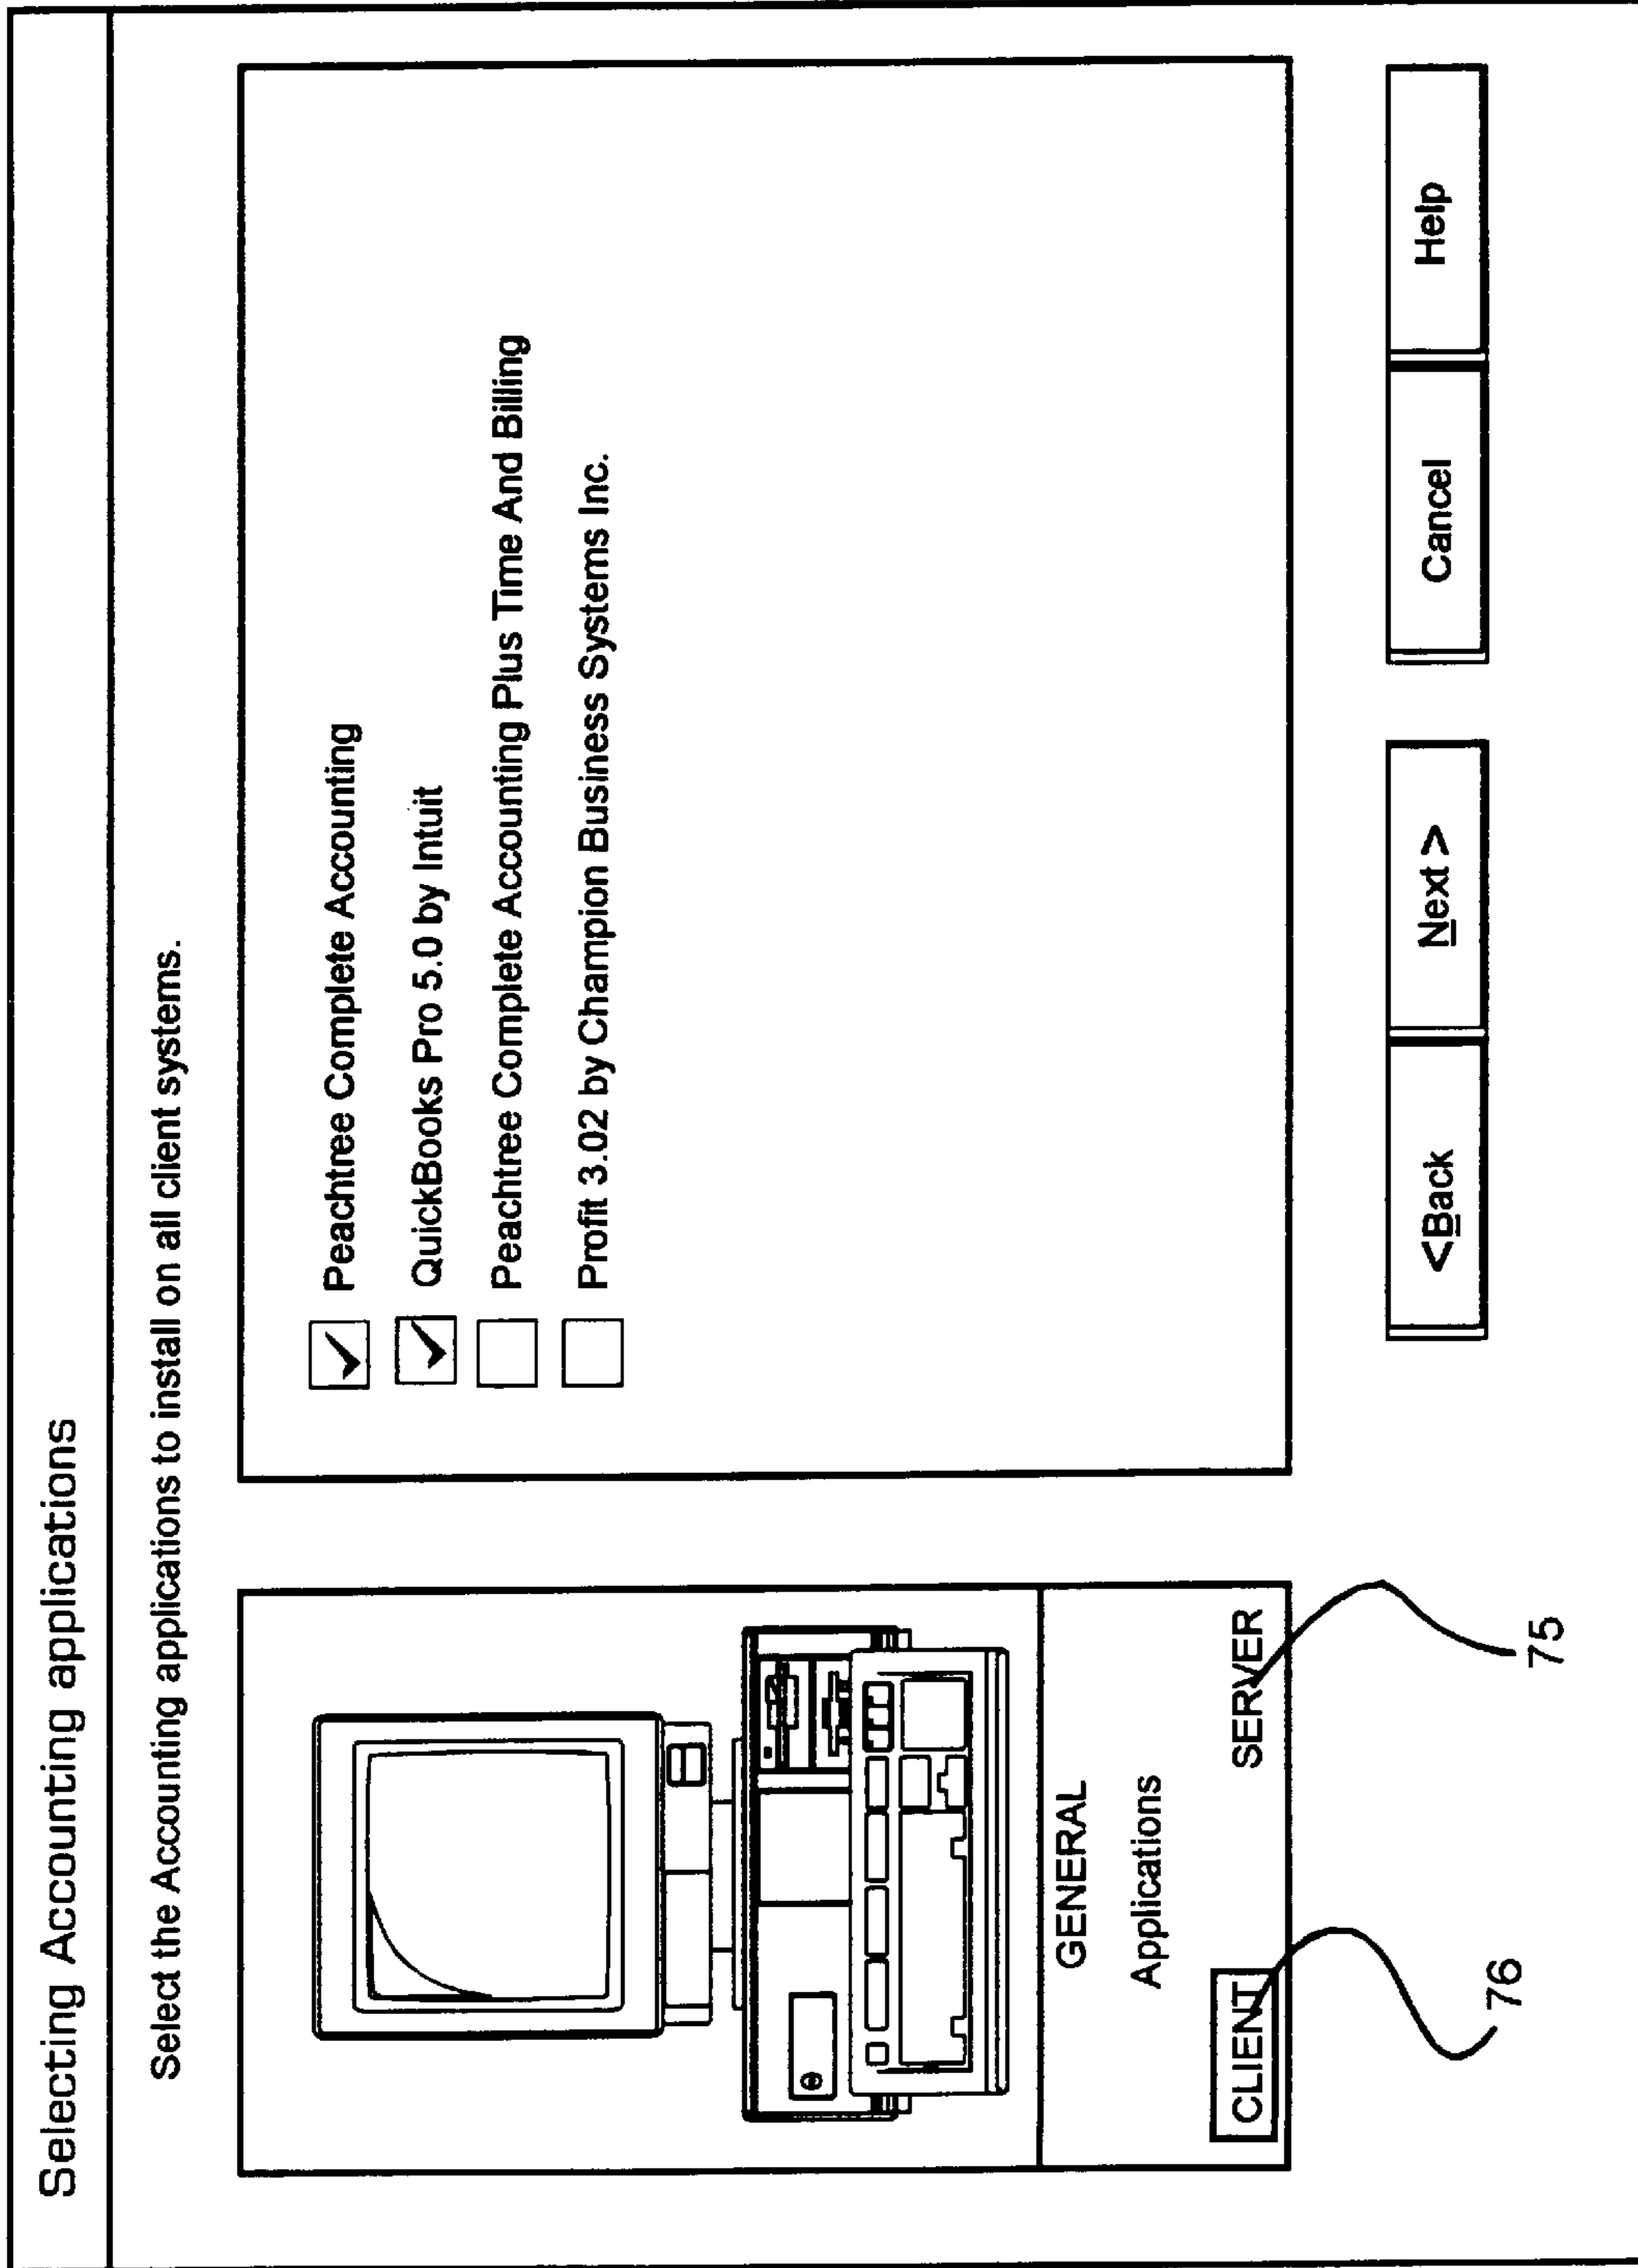 Selecting Accounting applications
Select the Accounting applications to install on all client systems.
Peachtree Complete Accounting
QuickBooks Pro 5.0 by Intuit
Peachtree Complete Accounting Plus Time And Billing
Profit 3.02 by Champion Business Systems Inc.
GENERAL
Applications
CLIENT SERVER
<Back Next > Cancel Help
76 75